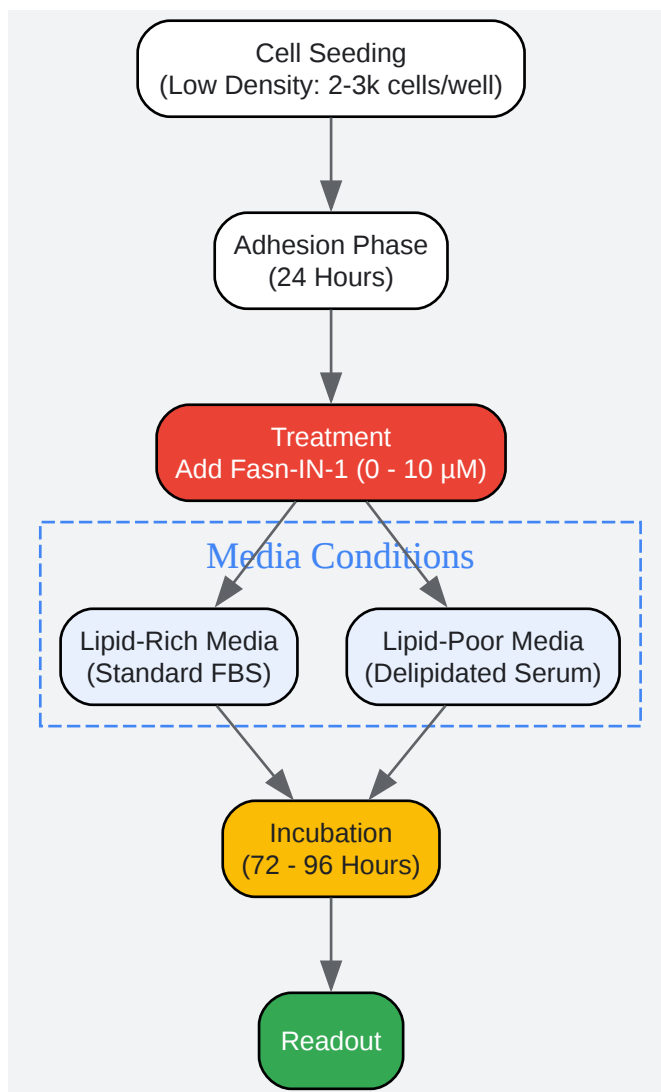 Cell Seeding
(Low Density: 2-3k cells/well)
Adhesion Phase
(24 Hours)
Treatment
Add Fasn-IN-1 (0 - 10 µM)
Media Conditions
Lipid-Rich Media
(Standard FBS)
Lipid-Poor Media
(Delipidated Serum)
Incubation
(72 - 96 Hours)
Readout